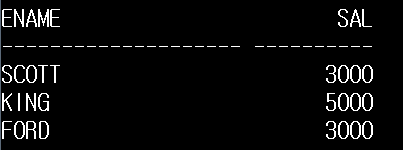 ENAME                       SAL
-------------------- ----------
SCOTT                      3000
KING                       5000
FORD                       3000